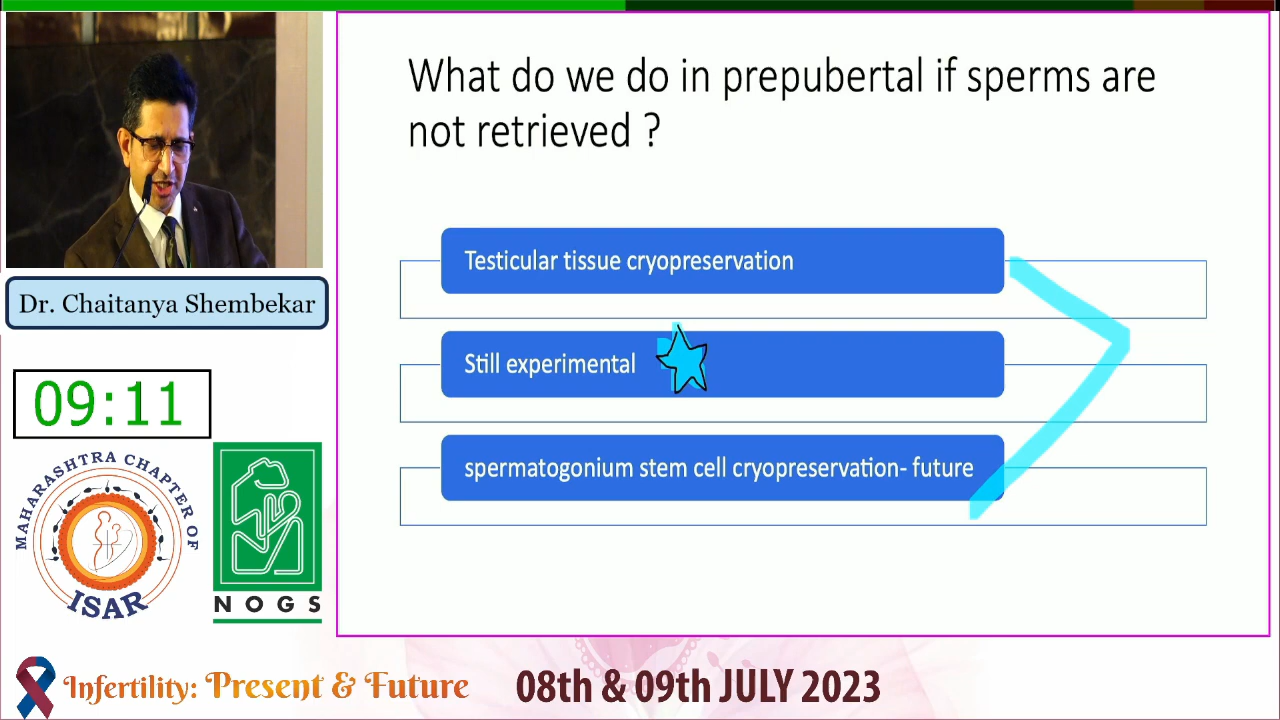 What do we do in prepubertal if sperms are
not retrieved ?
Testicular tissue cryopreservation
Still experimental
spermatogonium stem cell cryopreservation- future
Dr. Chaitanya Shembekar
09:11
MAHARASHTRA CHAPTER OF
ISAR
NOGS
Infertility: Present & Future
08th & 09th JULY 2023